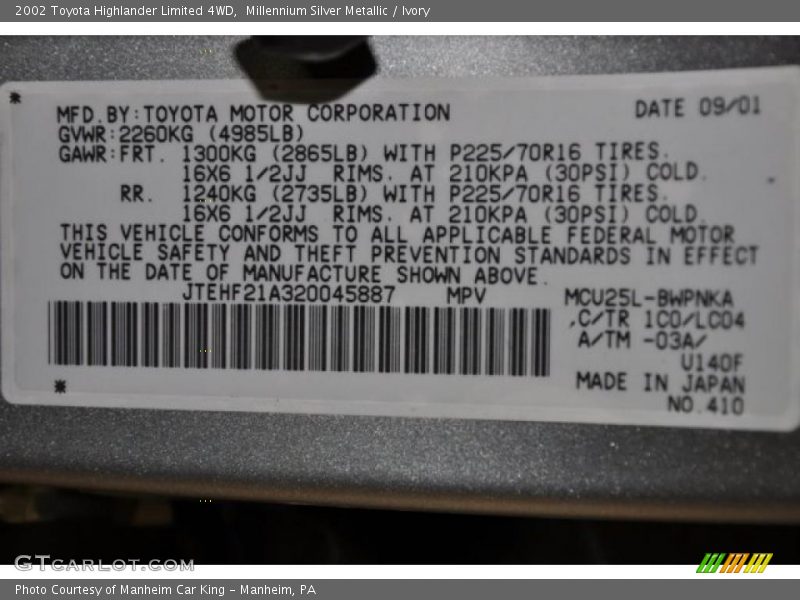 2002 Toyota Highlander Limited 4WD,  Millennium Silver Metallic / Ivory
MFD.BY:TOYOTA MOTOR CORPORATION DATE 09/01
GVWR:2260KG (4985LB)
GAWR:FRT. 1300KG (2865LB) WITH P225/70R16 TIRES.
16X6 1/2JJ RIMS. AT 210KPA (30PSI) COLD.
RR. 1240KG (2735LB) WITH P225/70R16 TIRES.
16X6 1/2JJ RIMS. AT 210KPA (30PSI) COLD.
THIS VEHICLE CONFORMS TO ALL APPLICABLE FEDERAL MOTOR
VEHICLE SAFETY AND THEFT PREVENTION STANDARDS IN EFFECT
ON THE DATE OF MANUFACTURE SHOWN ABOVE.
JTEHF21A320045887 MPV MCU25L-BWPNKA
,C/TR 1C0/LC04
A/TM -03A/
U140F
MADE IN JAPAN
NO.410
GTcarlot.com
Photo Courtesy of Manheim Car King – Manheim, PA